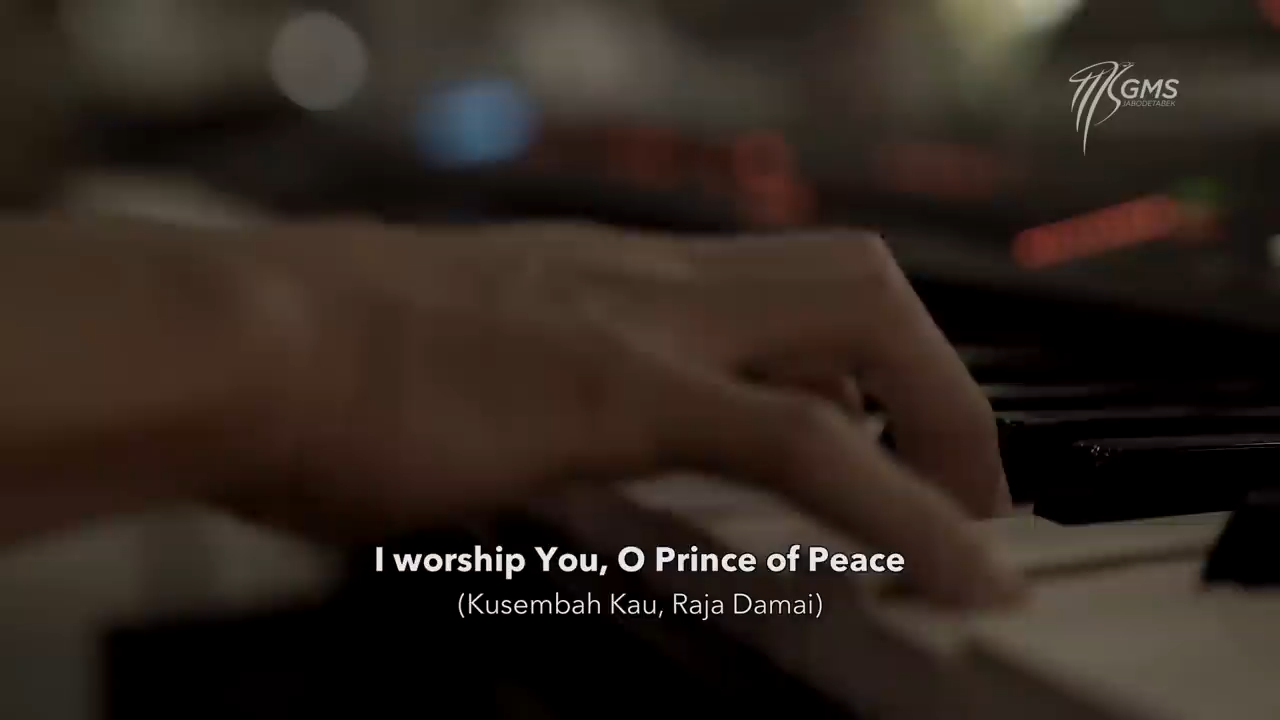 GMS
JABODETABEK
I worship You, O Prince of Peace
(Kusembah Kau, Raja Damai)